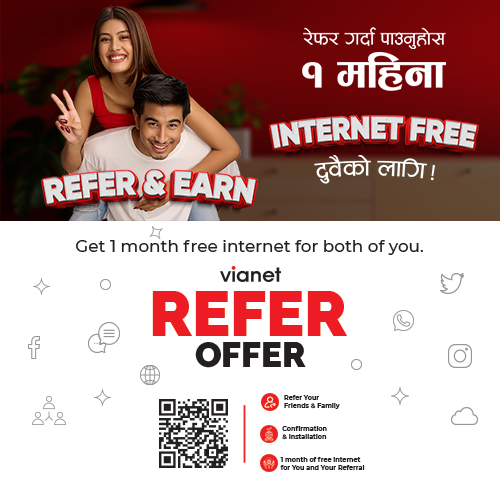 रेफर गर्दा पाउनुहोस
१ महिना
INTERNET FREE
दुवैको लागि!
REFER & EARN
Get 1 month free internet for both of you.
vianet
REFER
OFFER
Refer Your
Friends & Family
Confirmation
& Installation
1 month of free Internet
for You and Your Referral